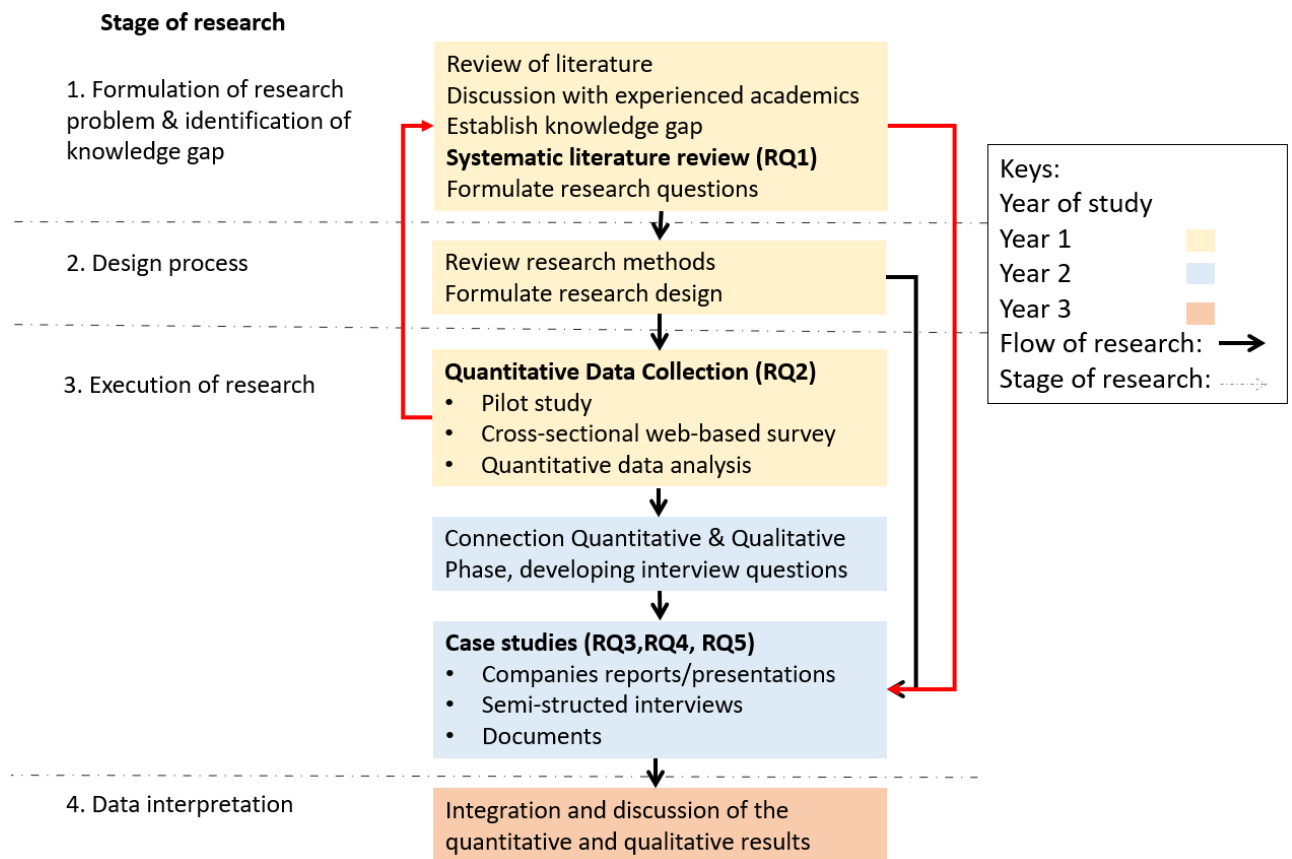 Stage of research
1. Formulation of research
problem & identification of
knowledge gap
Review of literature
Discussion with experienced academics
Establish knowledge gap
Systematic literature review (RQ1)
Formulate research questions
2. Design process
Review research methods
Formulate research design
3. Execution of research
Quantitative Data Collection (RQ2)
• Pilot study
• Cross-sectional web-based survey
• Quantitative data analysis
Connection Quantitative & Qualitative
Phase, developing interview questions
Case studies (RQ3,RQ4, RQ5)
• Companies reports/presentations
• Semi-structed interviews
• Documents
4. Data interpretation
Integration and discussion of the
quantitative and qualitative results
Keys:
Year of study
Year 1
Year 2
Year 3
Flow of research:
Stage of research: